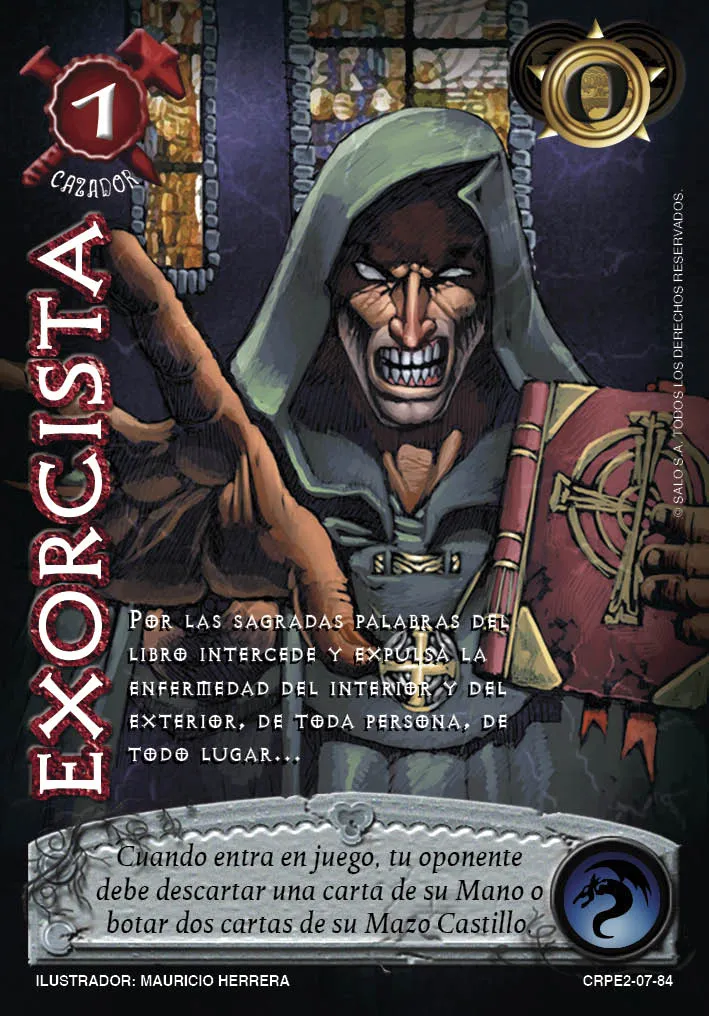 1
CAZADOR
0
EXORCISTA
© SALO S.A. TODOS LOS DERECHOS RESERVADOS.
POR LAS SAGRADAS PALABRAS DEL
LIBRO INTERCEDE Y EXPULSA LA
ENFERMEDAD DEL INTERIOR Y DEL
EXTERIOR, DE TODA PERSONA, DE
TODO LUGAR...
Cuando entra en juego, tu oponente
debe descartar una carta de su Mano o
botar dos cartas de su Mazo Castillo.
ILUSTRADOR: MAURICIO HERRERA
CRPE2-07-84